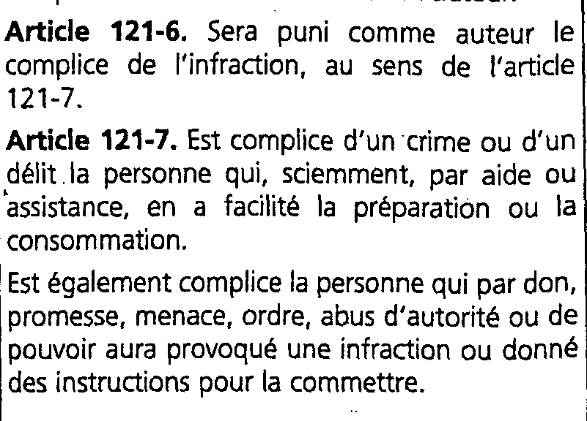 Article 121-6. Sera puni comme auteur le
complice de l'infraction, au sens de l'article
121-7.
Article 121-7. Est complice d'un crime ou d'un
délit la personne qui, sciemment, par aide ou
assistance, en a facilité la préparation ou la
consommation.
Est également complice la personne qui par don,
promesse, menace, ordre, abus d'autorité ou de
pouvoir aura provoqué une infraction ou donné
des instructions pour la commettre.